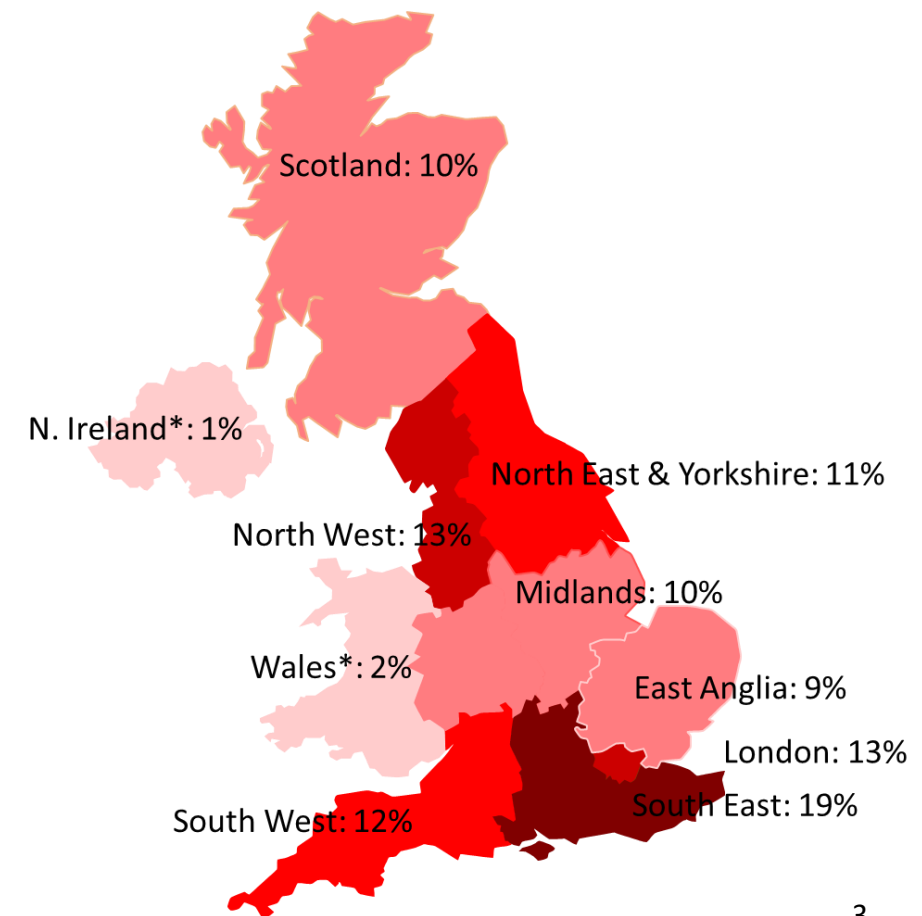 Scotland: 10%
N. Ireland*: 1%
North East & Yorkshire: 11%
North West: 13%
Midlands: 10%
Wales*: 2%
East Anglia: 9%
London: 13%
South East: 19%
South West: 12%
3